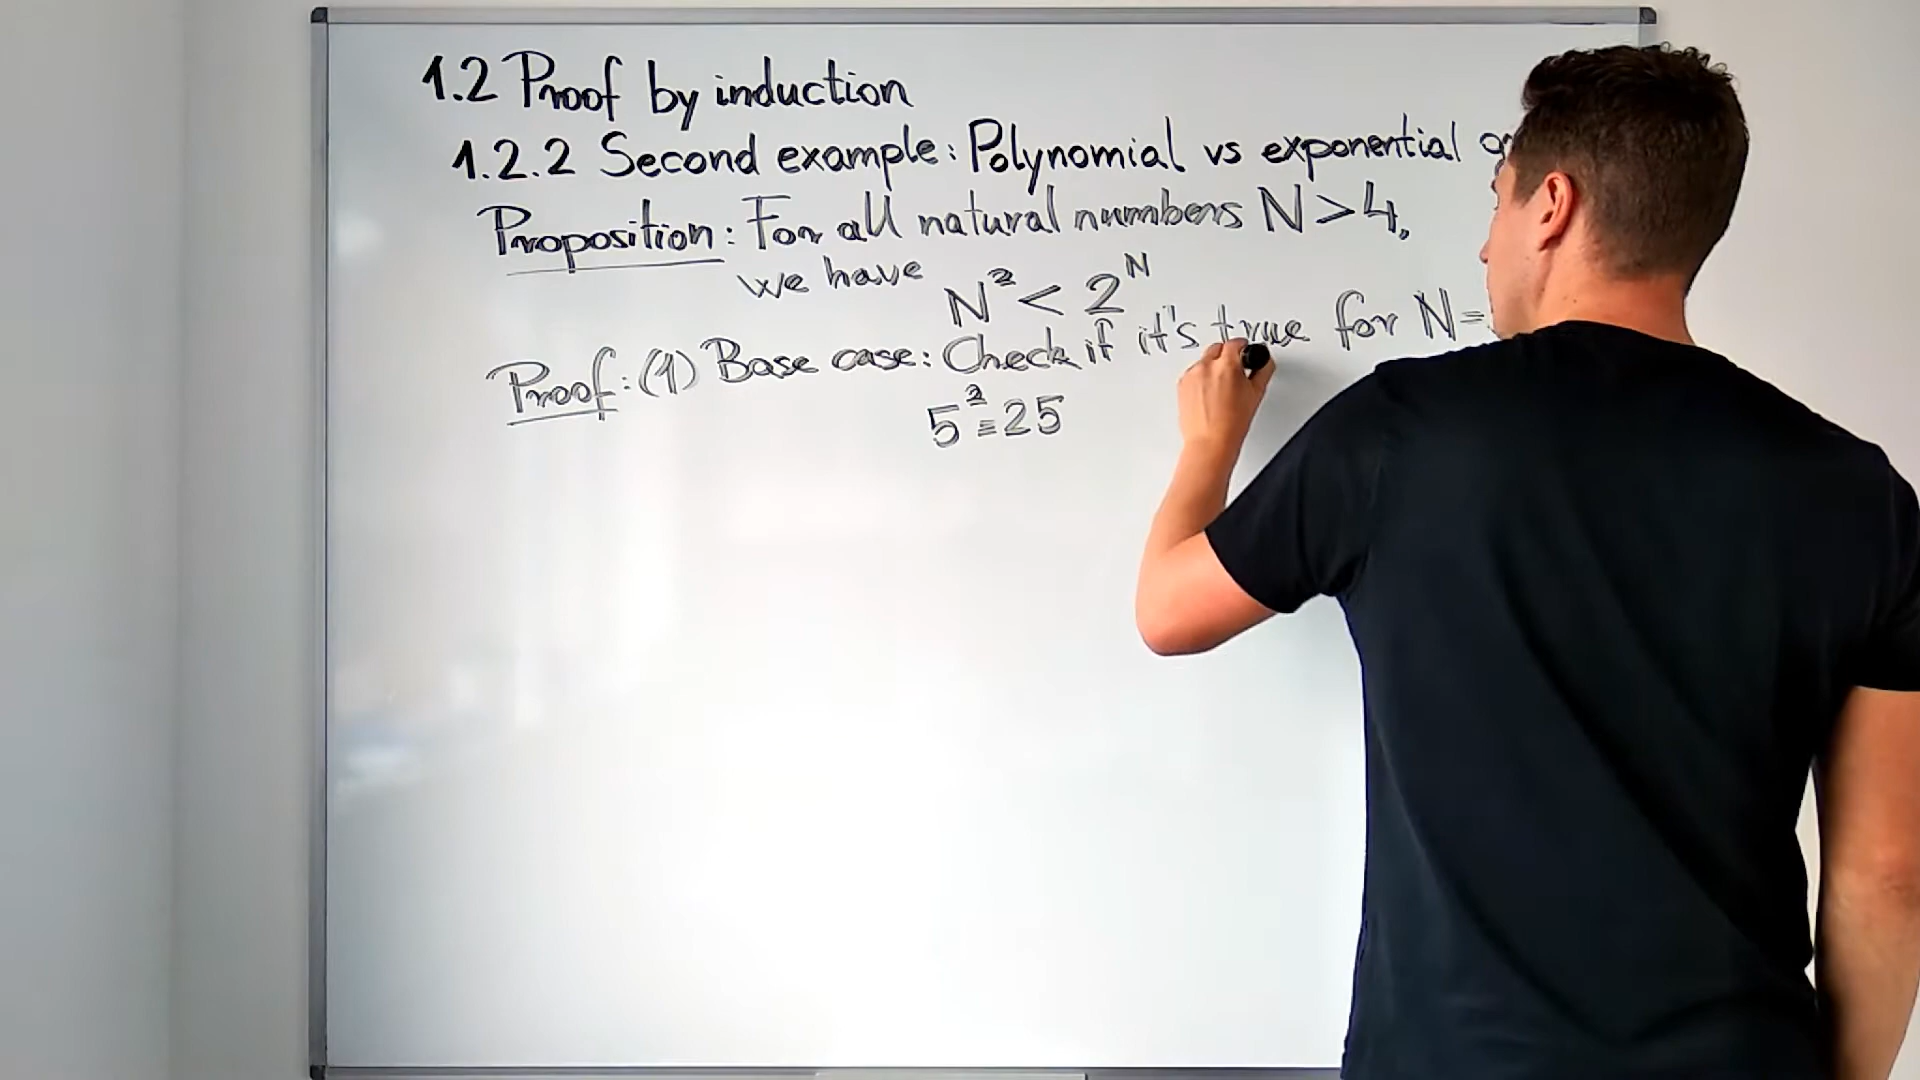 1.2 Proof by induction
1.2.2 Second example: Polynomial vs exponential
Proposition: For all natural numbers N > 4,
we have N² < 2ᴺ
Proof: (1) Base case: Check if it's true for N =
5² = 25